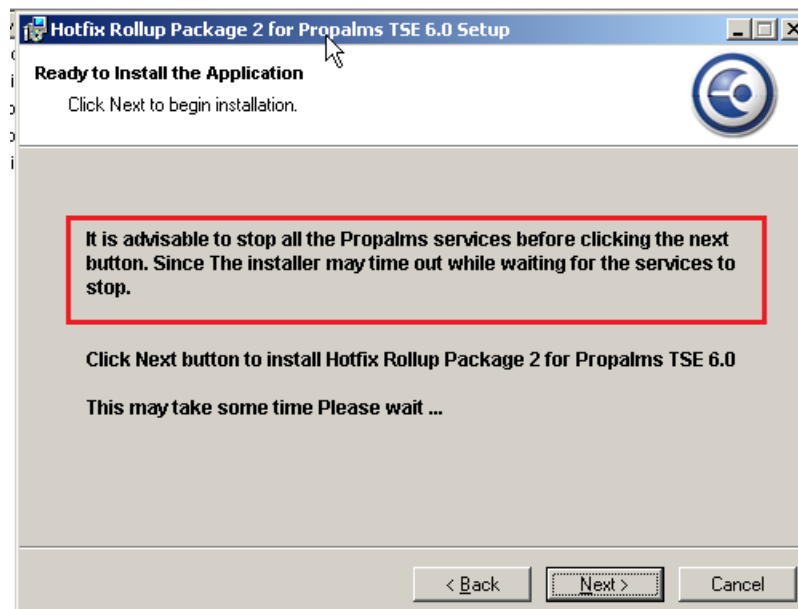 Hotfix Rollup Package 2 for Propalms TSE 6.0 Setup
Ready to Install the Application
Click Next to begin installation.
It is advisable to stop all the Propalms services before clicking the next
button. Since The installer may time out while waiting for the services to
stop.
Click Next button to install Hotfix Rollup Package 2 for Propalms TSE 6.0
This may take some time Please wait ...
< Back
Next >
Cancel